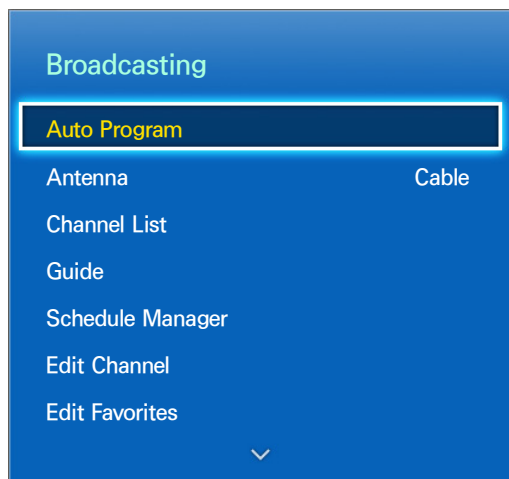 Broadcasting
Auto Program
Antenna Cable
Channel List
Guide
Schedule Manager
Edit Channel
Edit Favorites